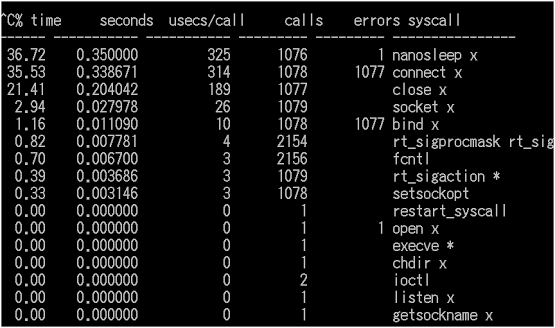 ^C% time     seconds  usecs/call     calls    errors syscall
------ ----------- ----------- --------- --------- ----------------
 36.72    0.350000         325      1076         1 nanosleep x
 35.53    0.338671         314      1078      1077 connect x
 21.41    0.204042         189      1077           close x
  2.94    0.027978          26      1079           socket x
  1.16    0.011090          10      1078      1077 bind x
  0.82    0.007781           4      2154           rt_sigprocmask rt_sig
  0.70    0.006700           3      2156           fcntl
  0.39    0.003686           3      1079           rt_sigaction *
  0.33    0.003146           3      1078           setsockopt
  0.00    0.000000           0         1           restart_syscall
  0.00    0.000000           0         1         1 open x
  0.00    0.000000           0         1           execve *
  0.00    0.000000           0         1           chdir x
  0.00    0.000000           0         2           ioctl
  0.00    0.000000           0         1           listen x
  0.00    0.000000           0         1           getsockname x